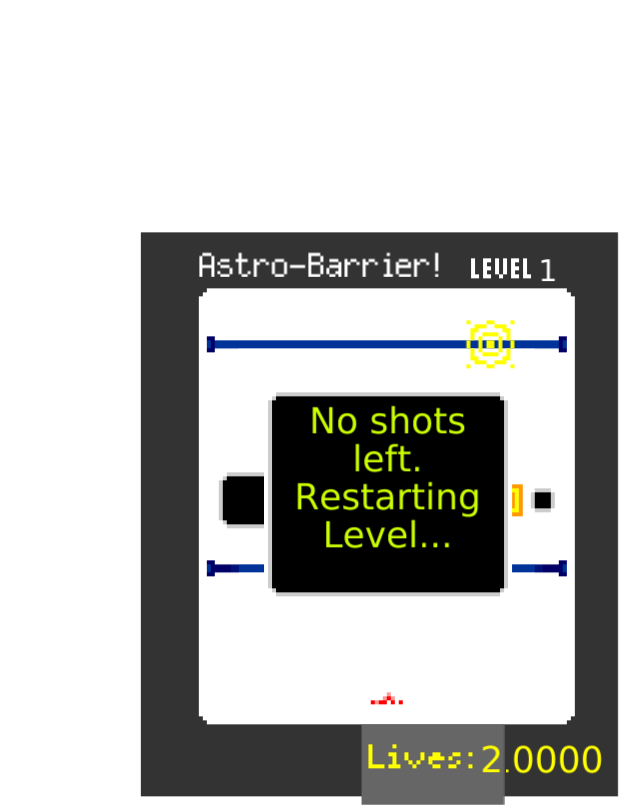 Astro-Barrier! LEVEL 1
No shots
left.
Restarting
Level...
Lives:2.0000